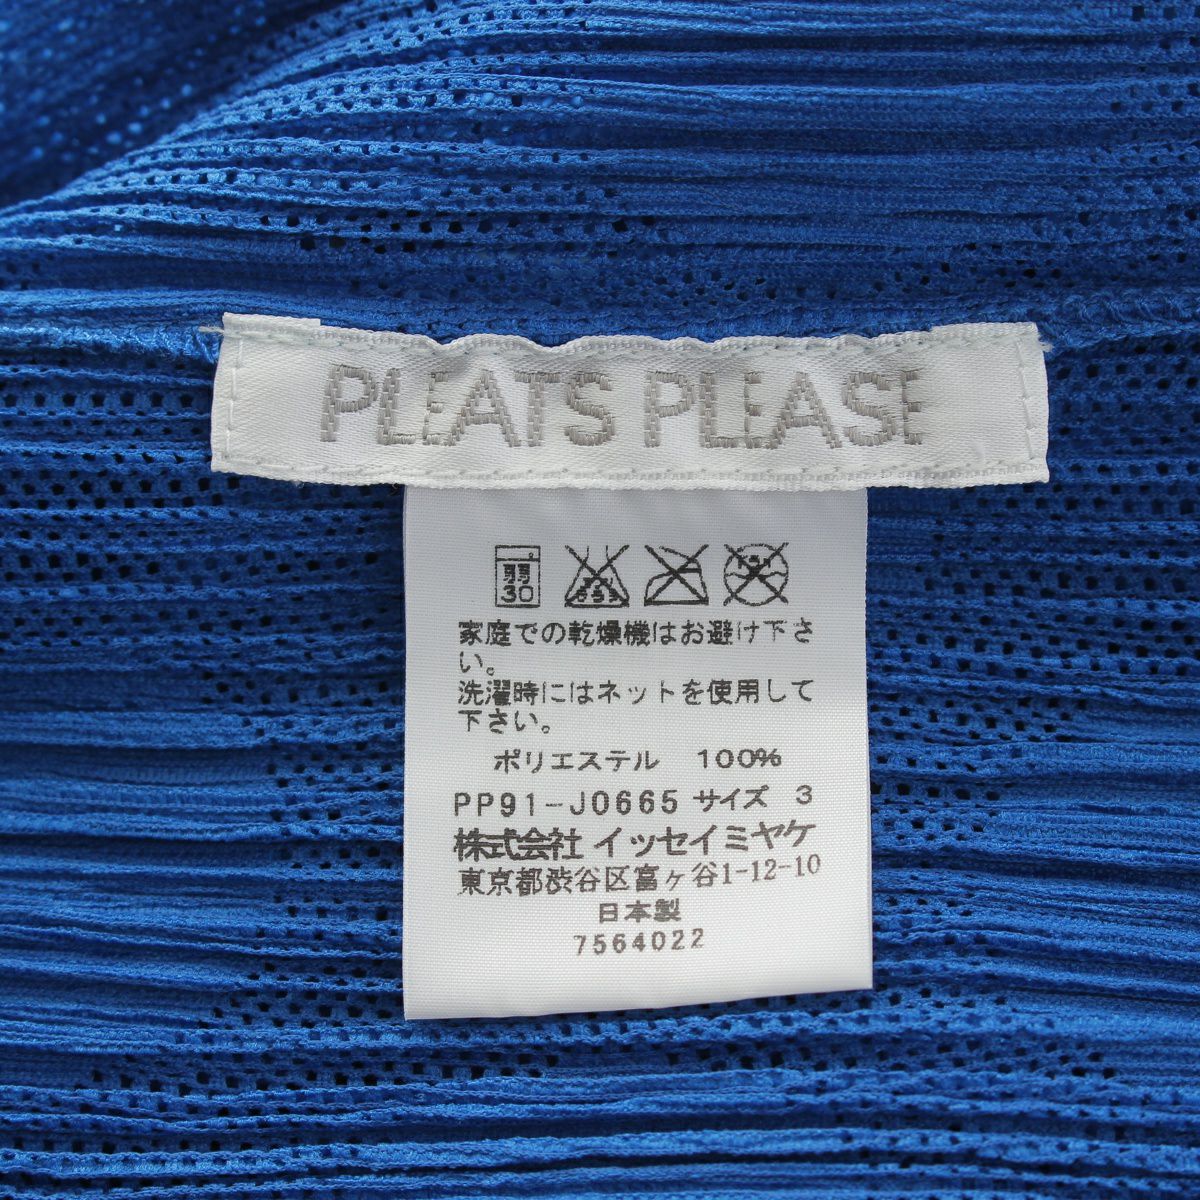 PLEATS PLEASE
弱
30
家庭での乾燥機はお避け下さ
い。
洗濯時にはネットを使用して
下さい。
ポリエステル 100%
PP91-J0665 サイズ 3
株式会社 イッセイミヤケ
東京都渋谷区富ヶ谷1-12-10
日本製
7564022